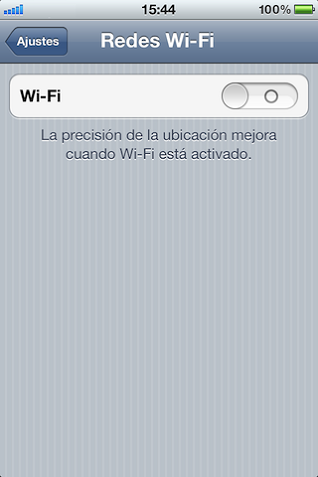 15:44
100%
Ajustes
Redes Wi-Fi
Wi-Fi
La precisión de la ubicación mejora
cuando Wi-Fi está activado.